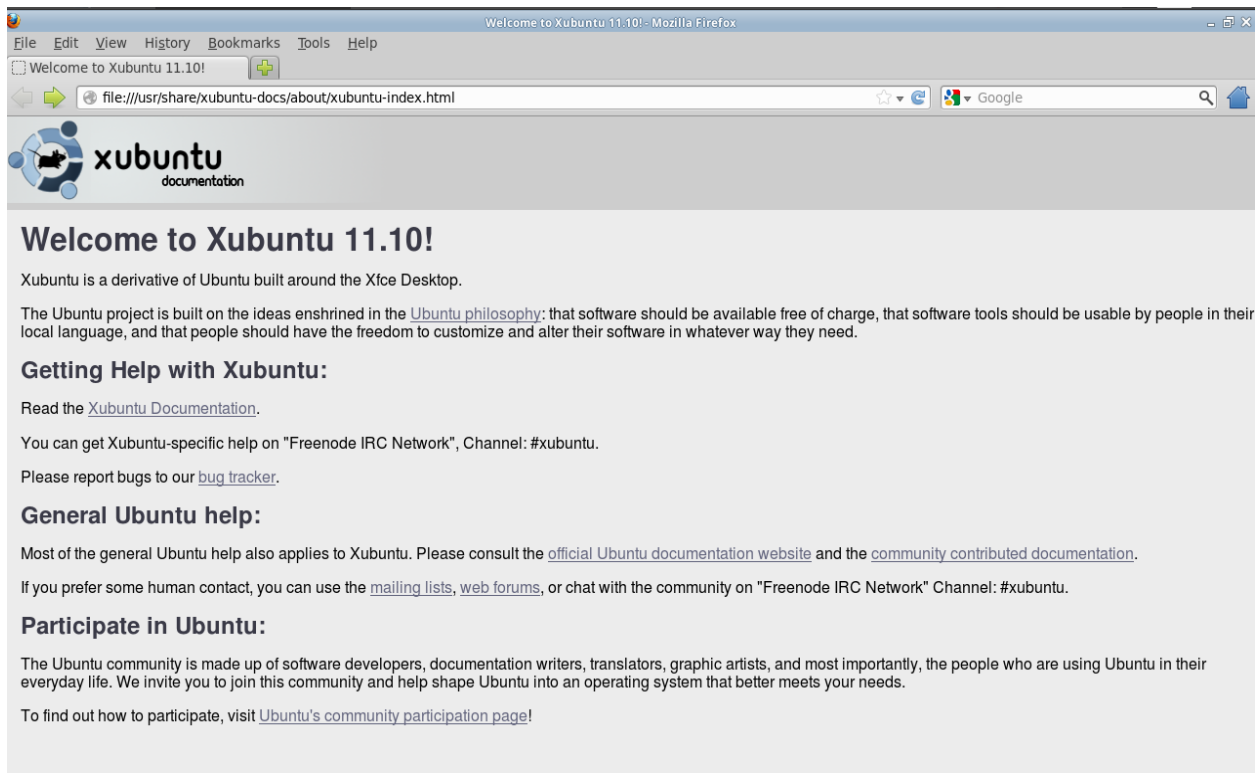 Welcome to Xubuntu 11.10! - Mozilla Firefox
File Edit View History Bookmarks Tools Help
Welcome to Xubuntu 11.10!
file:///usr/share/xubuntu-docs/about/xubuntu-index.html Google
xubuntu
documentation
Welcome to Xubuntu 11.10!
Xubuntu is a derivative of Ubuntu built around the Xfce Desktop.
The Ubuntu project is built on the ideas enshrined in the Ubuntu philosophy: that software should be available free of charge, that software tools should be usable by people in their
local language, and that people should have the freedom to customize and alter their software in whatever way they need.
Getting Help with Xubuntu:
Read the Xubuntu Documentation.
You can get Xubuntu-specific help on "Freenode IRC Network", Channel: #xubuntu.
Please report bugs to our bug tracker.
General Ubuntu help:
Most of the general Ubuntu help also applies to Xubuntu. Please consult the official Ubuntu documentation website and the community contributed documentation.
If you prefer some human contact, you can use the mailing lists, web forums, or chat with the community on "Freenode IRC Network" Channel: #xubuntu.
Participate in Ubuntu:
The Ubuntu community is made up of software developers, documentation writers, translators, graphic artists, and most importantly, the people who are using Ubuntu in their
everyday life. We invite you to join this community and help shape Ubuntu into an operating system that better meets your needs.
To find out how to participate, visit Ubuntu's community participation page!